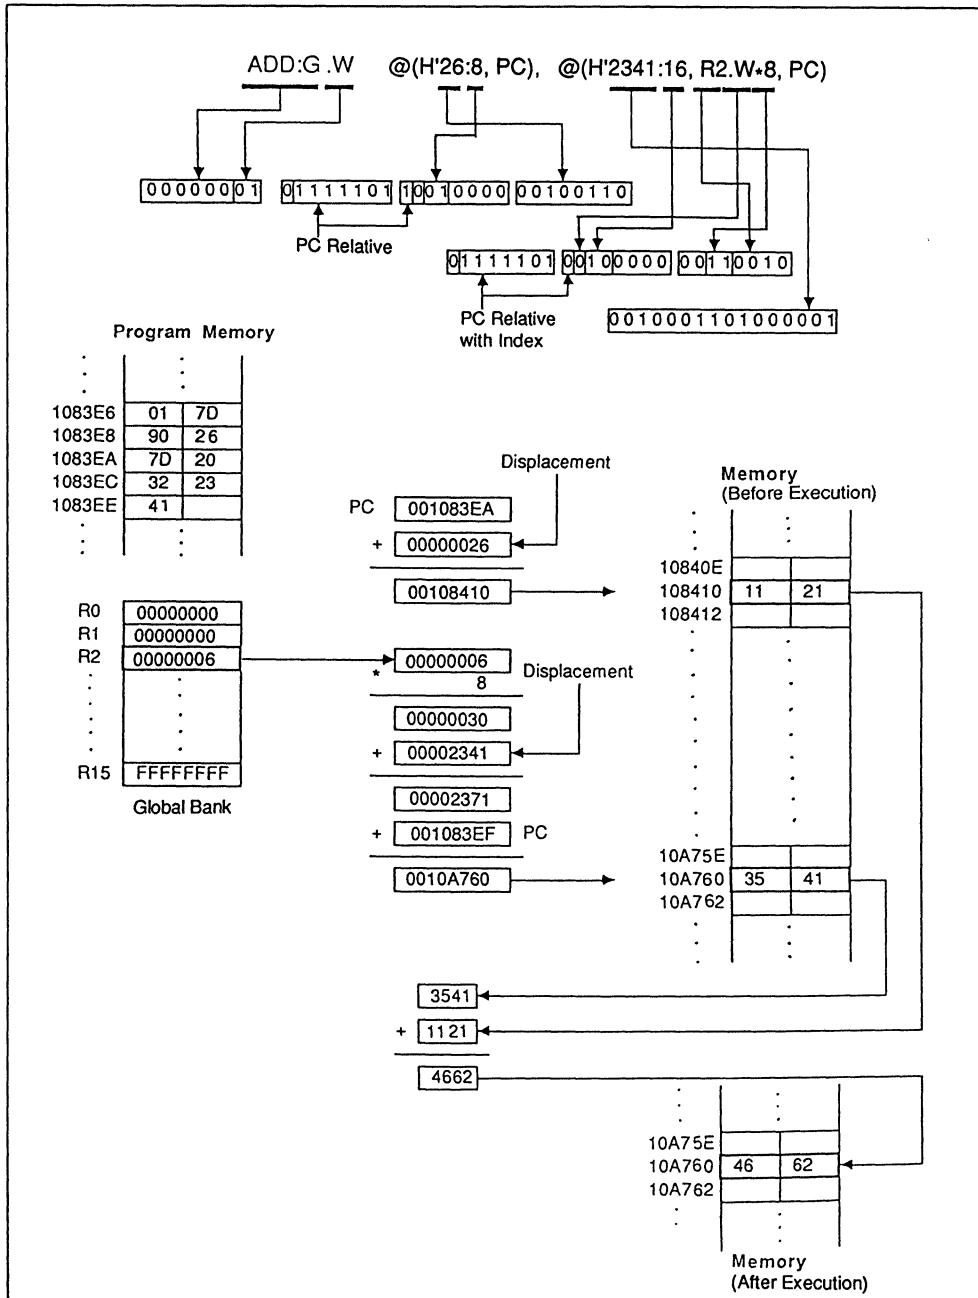 ADD:G .W @(H'26:8, PC), @(H'2341:16, R2.W*8, PC)
00000001 01111101 10010000 00100110
PC Relative
01111101 00100000 00110010
PC Relative
with Index
0010001101000001
Program Memory
1083E6 01 7D
1083E8 90 26
1083EA 7D 20
1083EC 32 23
1083EE 41
Displacement
PC 001083EA
+ 00000026
00108410
Memory
(Before Execution)
10840E
108410 11 21
108412
R0 00000000
R1 00000000
R2 00000006
R15 FFFFFFFF
Global Bank
00000006
* 8
Displacement
00000030
+ 00002341
00002371
+ 001083EF PC
0010A760
10A75E
10A760 35 41
10A762
3541
+ 1121
4662
10A75E
10A760 46 62
10A762
Memory
(After Execution)